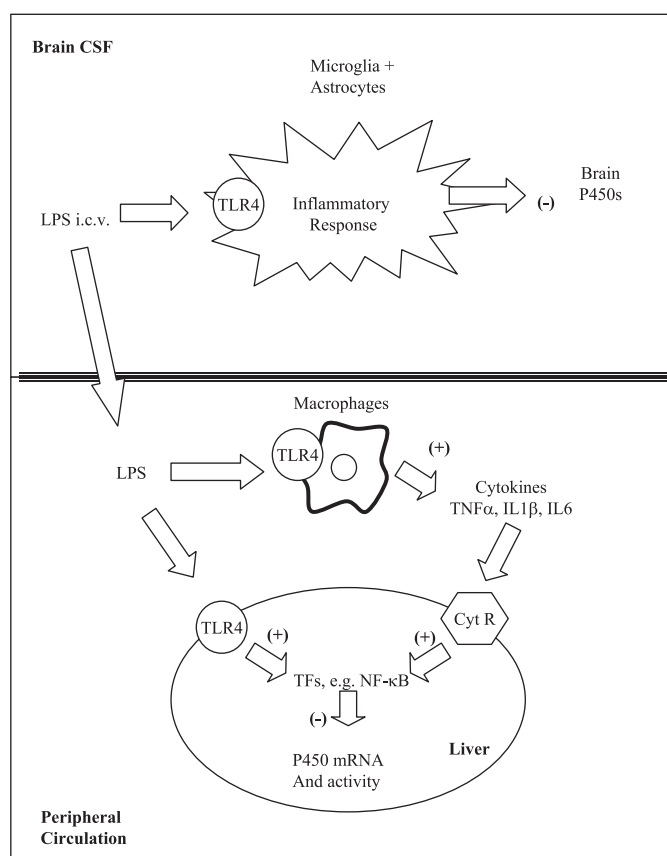 Brain CSF
Microglia +
Astrocytes
LPS i.c.v.
TLR4
Inflammatory
Response
(-)
Brain
P450s
Macrophages
LPS
TLR4
(+)
Cytokines
TNFα, IL1β, IL6
TLR4
Cyt R
(+)
(+)
TFs, e.g. NF-κB
(-)
P450 mRNA
And activity
Liver
Peripheral
Circulation